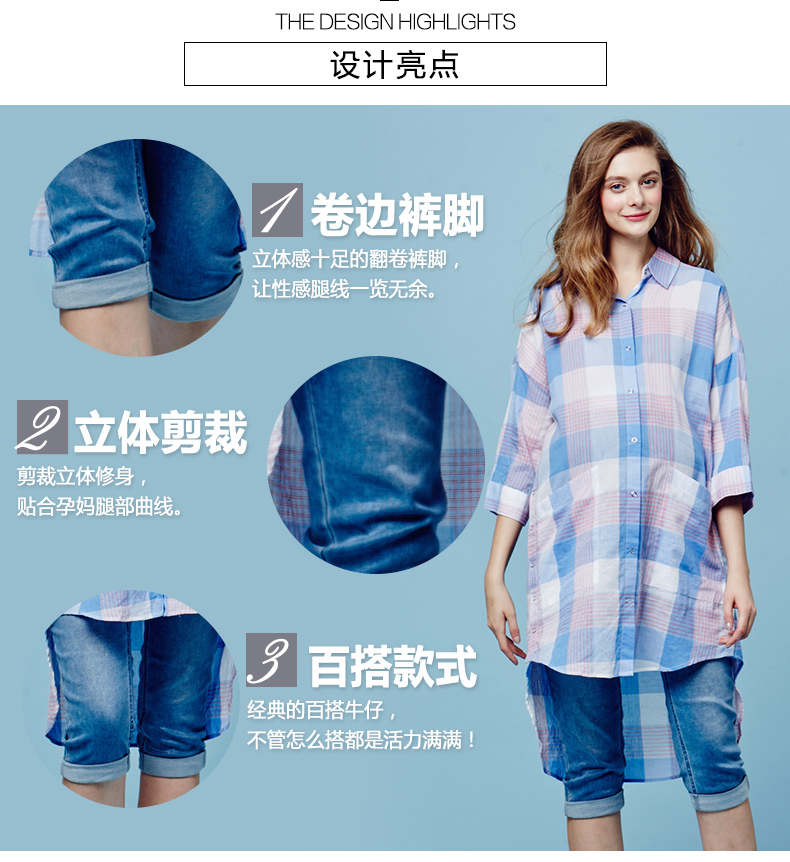 THE DESIGN HIGHLIGHTS
设计亮点
1 卷边裤脚
立体感十足的翻卷裤脚，
让性感腿线一览无余。
2 立体剪裁
剪裁立体修身，
贴合孕妈腿部曲线。
3 百搭款式
经典的百搭牛仔，
不管怎么搭都是活力满满！